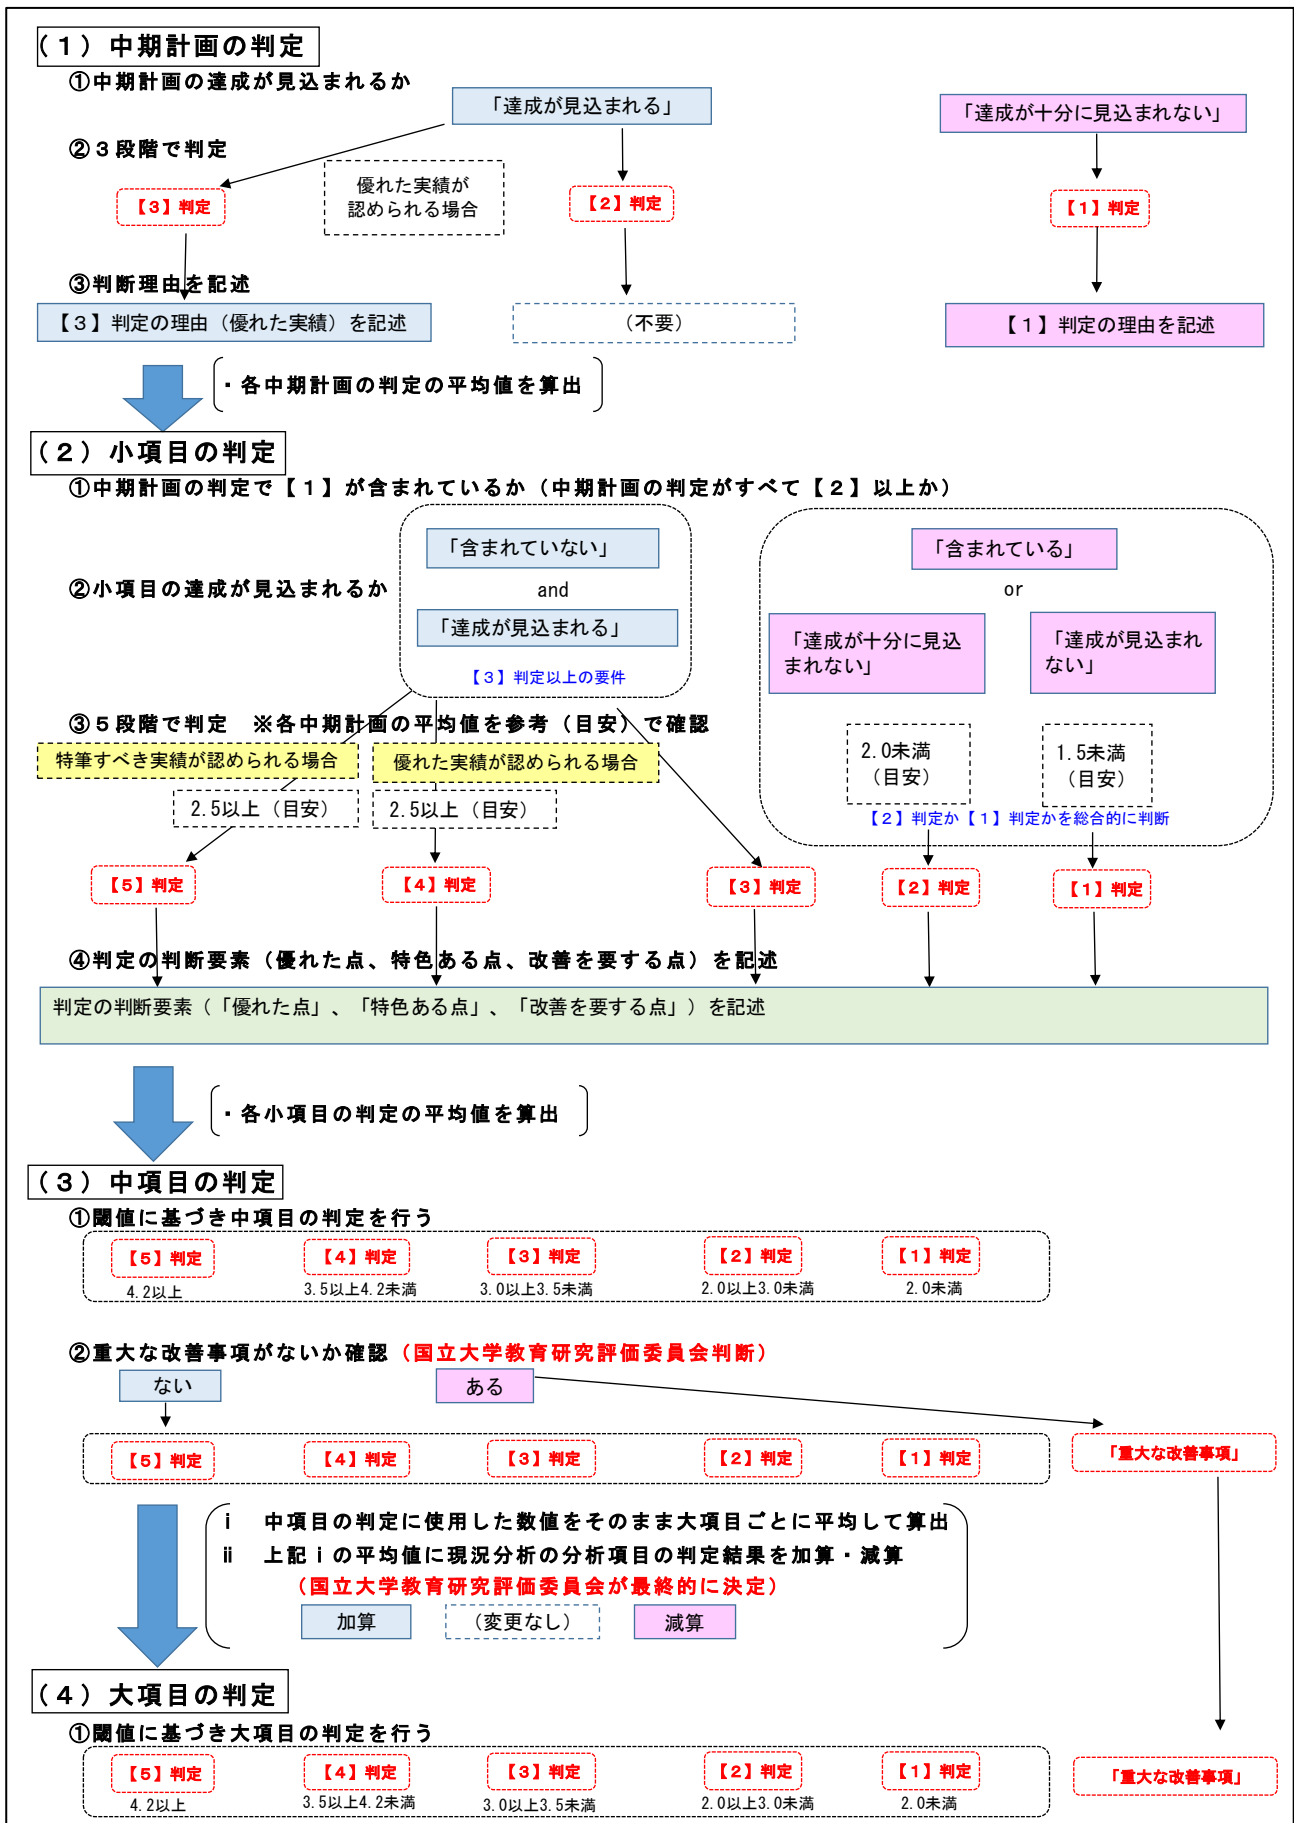 （１）中期計画の判定
①中期計画の達成が見込まれるか
「達成が見込まれる」
「達成が十分に見込まれない」
②３段階で判定
優れた実績が
認められる場合
【３】判定
【２】判定
【１】判定
③判断理由を記述
【３】判定の理由（優れた実績）を記述
（不要）
【１】判定の理由を記述
・各中期計画の判定の平均値を算出
（２）小項目の判定
①中期計画の判定で【１】が含まれているか（中期計画の判定がすべて【２】以上か）
「含まれていない」
「含まれている」
②小項目の達成が見込まれるか
and
or
「達成が見込まれる」
「達成が十分に見込
まれない」
「達成が見込まれ
ない」
【３】判定以上の要件
③５段階で判定　※各中期計画の平均値を参考（目安）で確認
特筆すべき実績が認められる場合
優れた実績が認められる場合
2.0未満
（目安）
1.5未満
（目安）
2.5以上（目安）
2.5以上（目安）
【２】判定か【１】判定かを総合的に判断
【５】判定
【４】判定
【３】判定
【２】判定
【１】判定
④判定の判断要素（優れた点、特色ある点、改善を要する点）を記述
判定の判断要素（「優れた点」、「特色ある点」、「改善を要する点」）を記述
・各小項目の判定の平均値を算出
（３）中項目の判定
①閾値に基づき中項目の判定を行う
【５】判定
【４】判定
【３】判定
【２】判定
【１】判定
4.2以上
3.5以上4.2未満
3.0以上3.5未満
2.0以上3.0未満
2.0未満
②重大な改善事項がないか確認（国立大学教育研究評価委員会判断）
ない
ある
【５】判定
【４】判定
【３】判定
【２】判定
【１】判定
「重大な改善事項」
ⅰ　中項目の判定に使用した数値をそのまま大項目ごとに平均して算出
ⅱ　上記ⅰの平均値に現況分析の分析項目の判定結果を加算・減算
（国立大学教育研究評価委員会が最終的に決定）
加算
（変更なし）
減算
（４）大項目の判定
①閾値に基づき大項目の判定を行う
【５】判定
【４】判定
【３】判定
【２】判定
【１】判定
「重大な改善事項」
4.2以上
3.5以上4.2未満
3.0以上3.5未満
2.0以上3.0未満
2.0未満